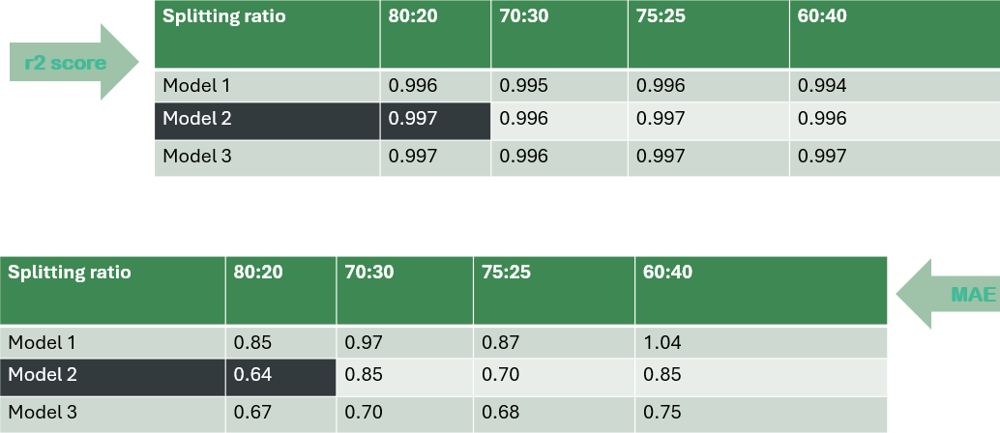 Splitting ratio 80:20 70:30 75:25 60:40
r2 score
Model 1 0.996 0.995 0.996 0.994
Model 2 0.997 0.996 0.997 0.996
Model 3 0.997 0.996 0.997 0.997
Splitting ratio 80:20 70:30 75:25 60:40
MAE
Model 1 0.85 0.97 0.87 1.04
Model 2 0.64 0.85 0.70 0.85
Model 3 0.67 0.70 0.68 0.75